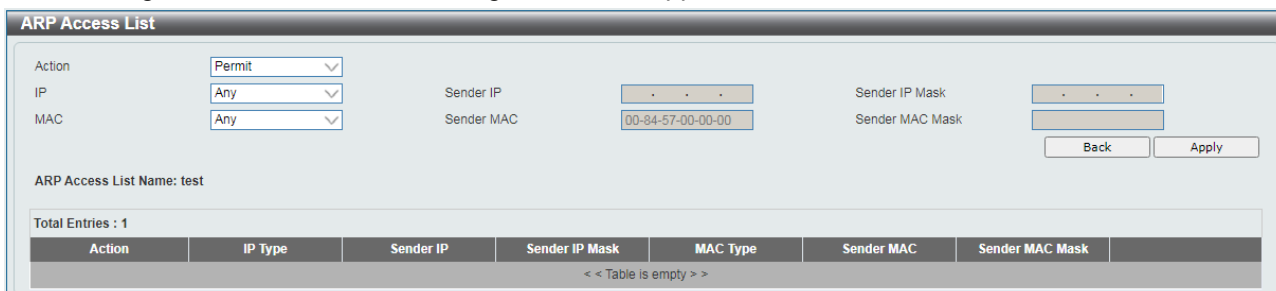 ARP Access List
Action Permit
IP Any Sender IP . . . Sender IP Mask . . .
MAC Any Sender MAC 00-84-57-00-00-00 Sender MAC Mask
Back Apply
ARP Access List Name: test
Total Entries : 1
Action IP Type Sender IP Sender IP Mask MAC Type Sender MAC Sender MAC Mask
< < Table is empty > >